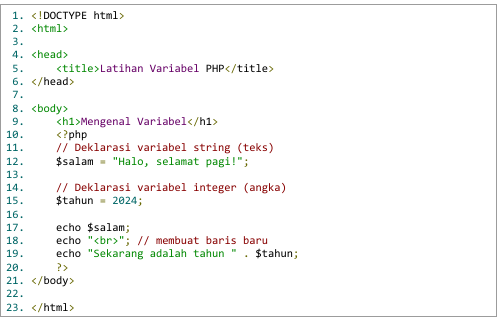 1. <!DOCTYPE html>
2. <html>
3.
4. <head>
5.     <title>Latihan Variabel PHP</title>
6. </head>
7.
8. <body>
9.     <h1>Mengenal Variabel</h1>
10.     <?php
11.     // Deklarasi variabel string (teks)
12.     $salam = "Halo, selamat pagi!";
13.
14.     // Deklarasi variabel integer (angka)
15.     $tahun = 2024;
16.
17.     echo $salam;
18.     echo "<br>"; // membuat baris baru
19.     echo "Sekarang adalah tahun " . $tahun;
20.     ?>
21. </body>
22.
23. </html>